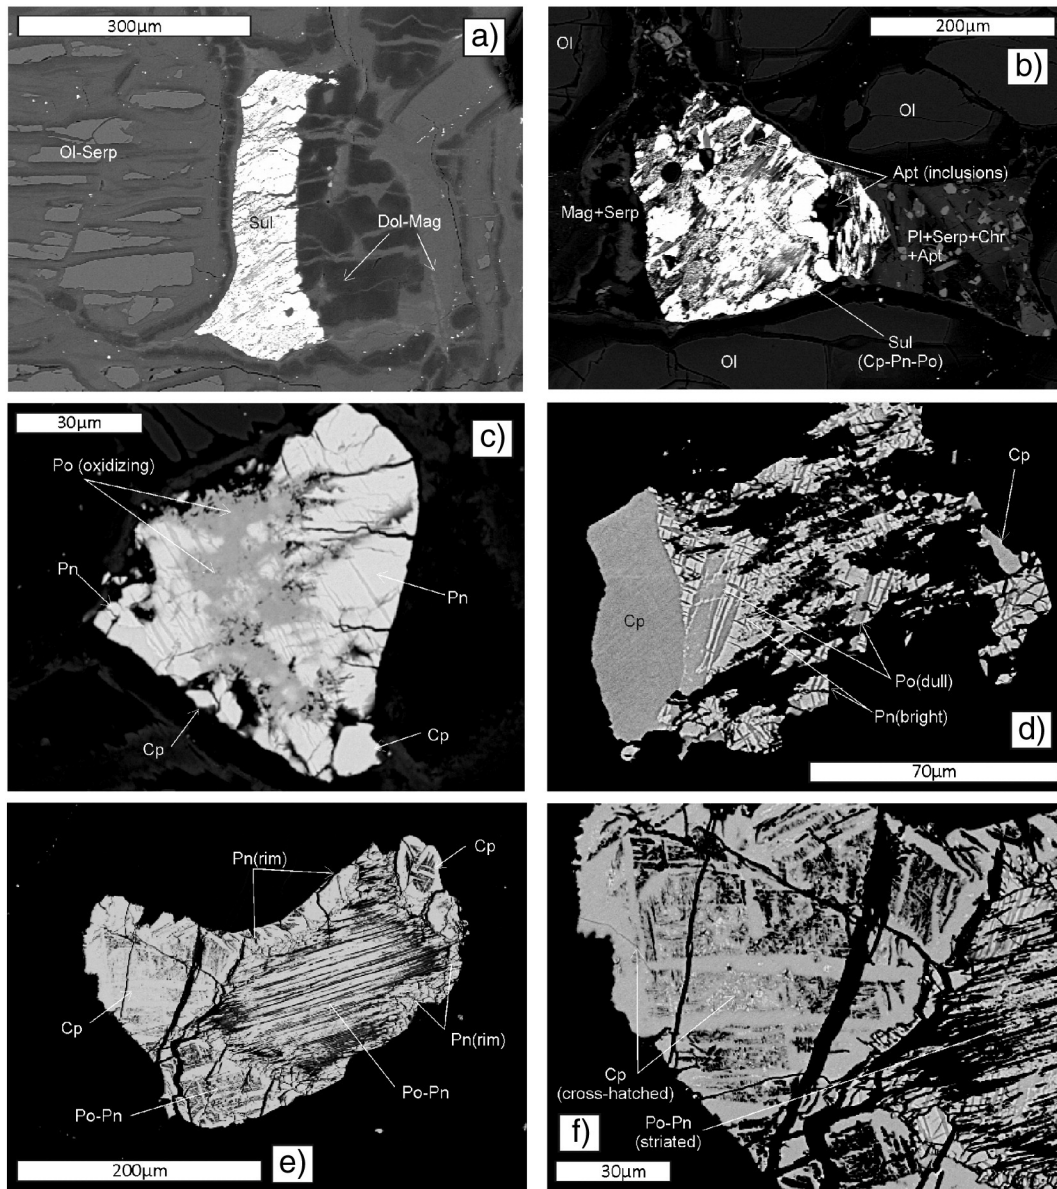 300µm
a)
Ol-Serp
Sul
Dol-Mag
200µm
b)
Ol
Ol
Apt (inclusions)
Mag+Serp
Pl+Serp+Chr
+Apt
Sul
(Cp-Pn-Po)
Ol
30µm
c)
Po (oxidizing)
Pn
Pn
Cp
Cp
Cp
Cp
Po(dull)
Pn(bright)
d)
70µm
Pn(rim)
Cp
Cp
Pn(rim)
Po-Pn
Po-Pn
e)
200µm
Cp
(cross-hatched)
Po-Pn
(striated)
f)
30µm